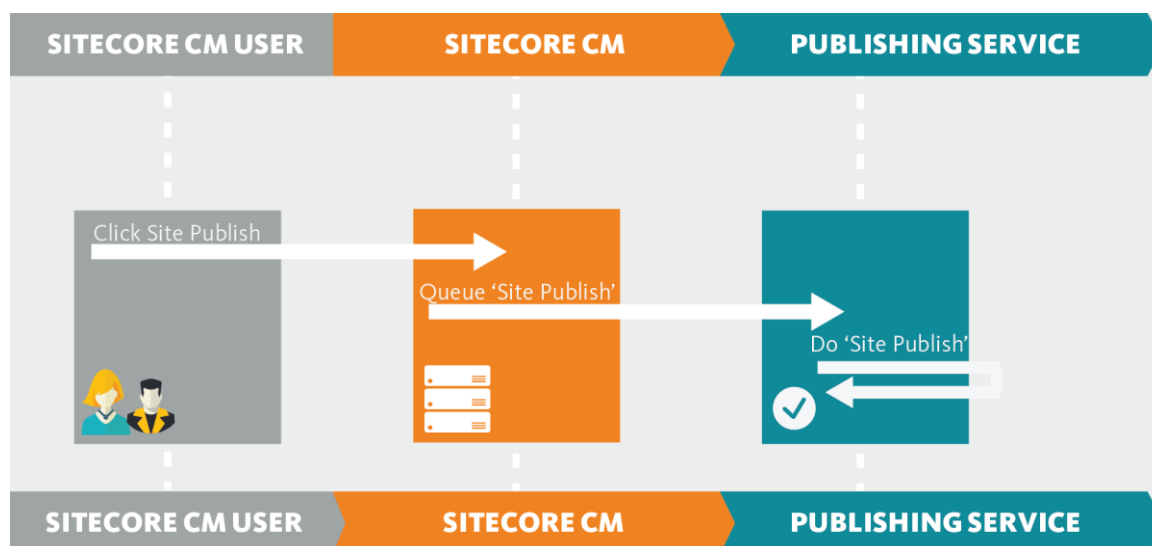 SITECORE CM USER
SITECORE CM
PUBLISHING SERVICE
Click Site Publish
Queue ‘Site Publish’
Do ‘Site Publish’
SITECORE CM USER
SITECORE CM
PUBLISHING SERVICE